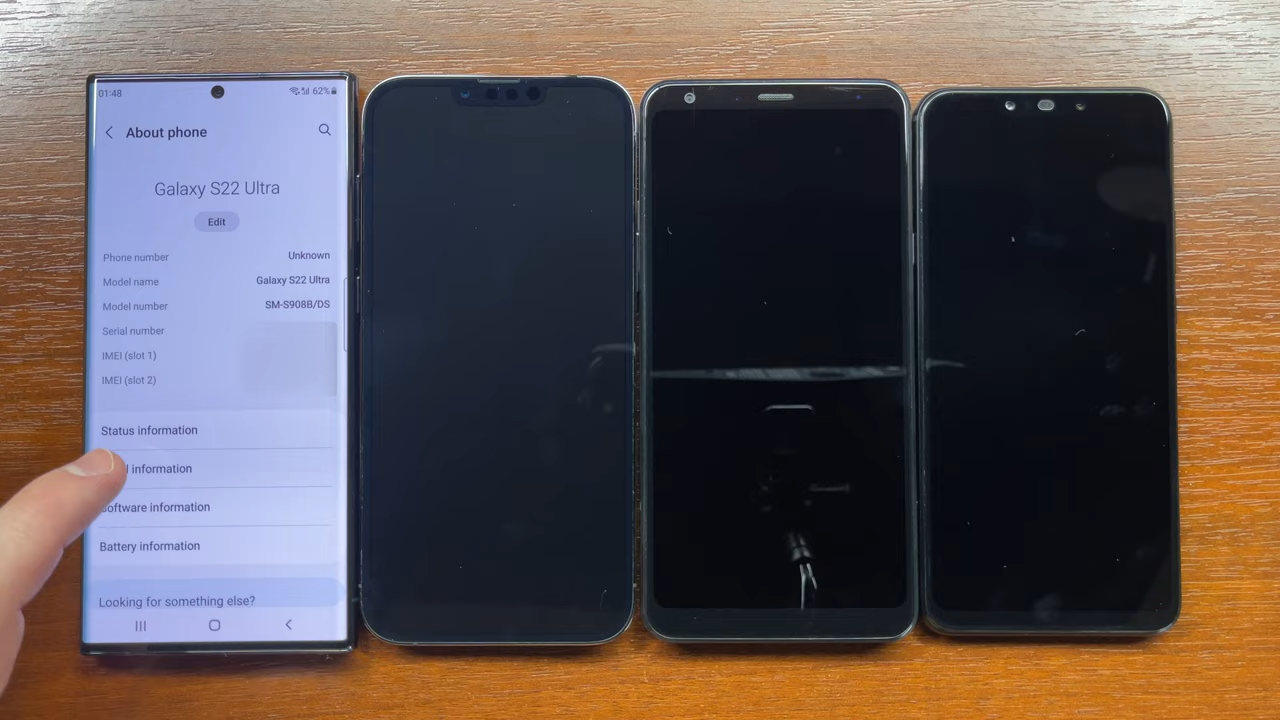 01:48 62%
About phone
Galaxy S22 Ultra
Edit
Phone number Unknown
Model name Galaxy S22 Ultra
Model number SM-S908B/DS
Serial number
IMEI (slot 1)
IMEI (slot 2)
Status information
l information
oftware information
Battery information
Looking for something else?